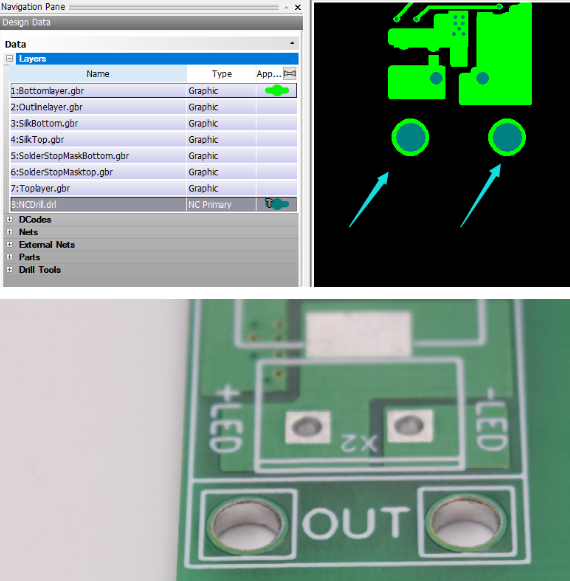 Navigation Pane
Design Data
Data
Layers
Name Type App...
1:Bottomlayer.gbr Graphic
2:Outlinelayer.gbr Graphic
3:SilkBottom.gbr Graphic
4:SilkTop.gbr Graphic
5:SolderStopMaskBottom.gbr Graphic
6:SolderStopMasktop.gbr Graphic
7:Toplayer.gbr Graphic
8:NCDrill.drl NC Primary T
DCodes
Nets
External Nets
Parts
Drill Tools
+LED
X2
-LED
OUT